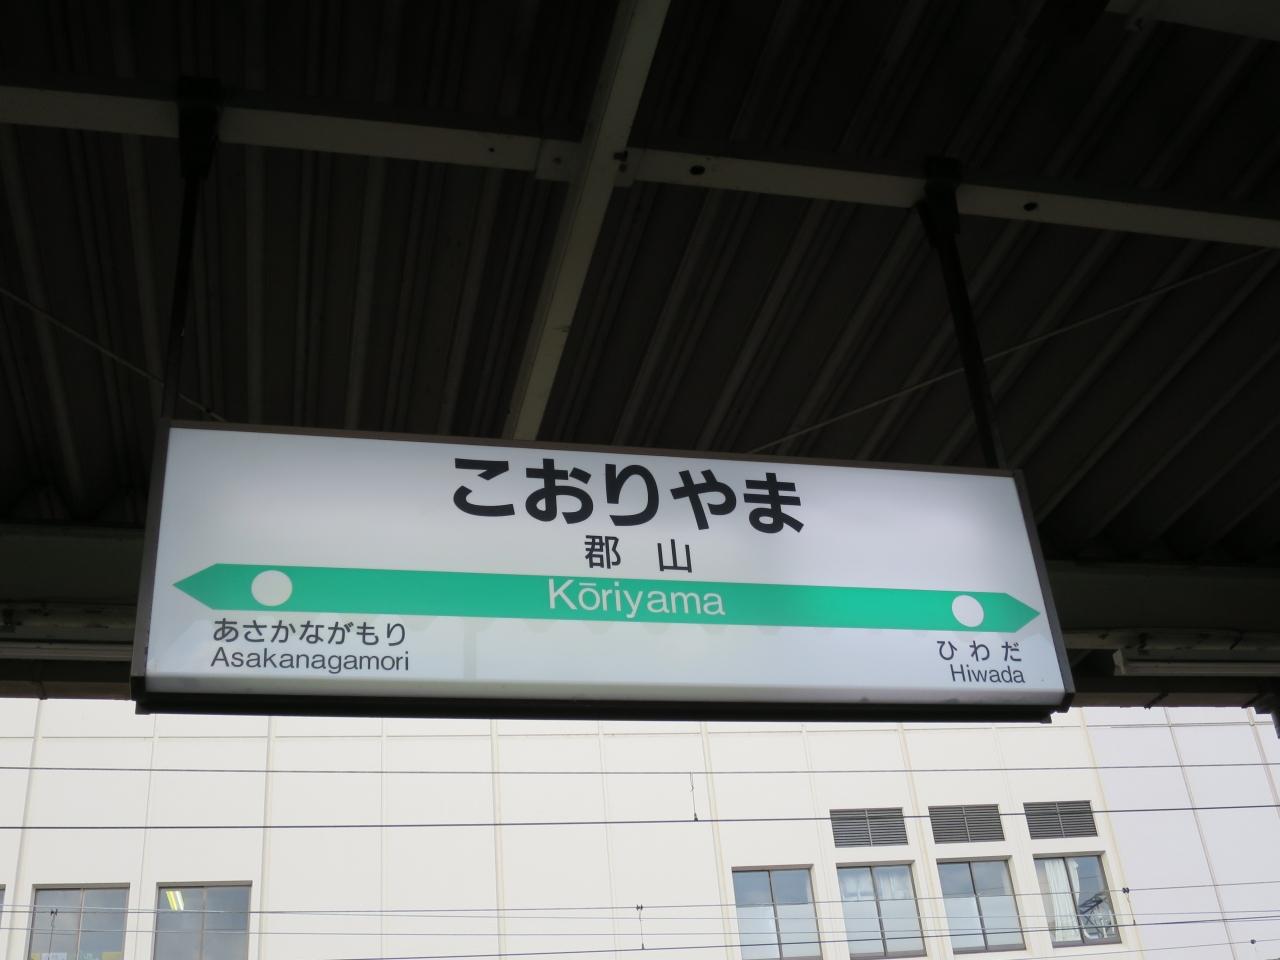 こおりやま
郡山
Kōriyama
あさかながもり
Asakanagamori
ひわだ
Hiwada